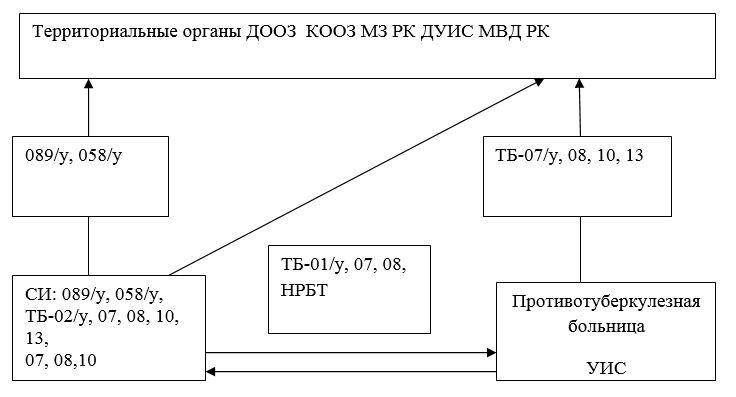 Территориальные органы ДООЗ  КООЗ МЗ РК ДУИС МВД РК
089/у, 058/у
ТБ-07/у, 08, 10, 13
ТБ-01/у, 07, 08,
НРБТ
СИ: 089/у, 058/у,
ТБ-02/у, 07, 08, 10,
13,
07, 08,10
Противотуберкулезная
больница
УИС